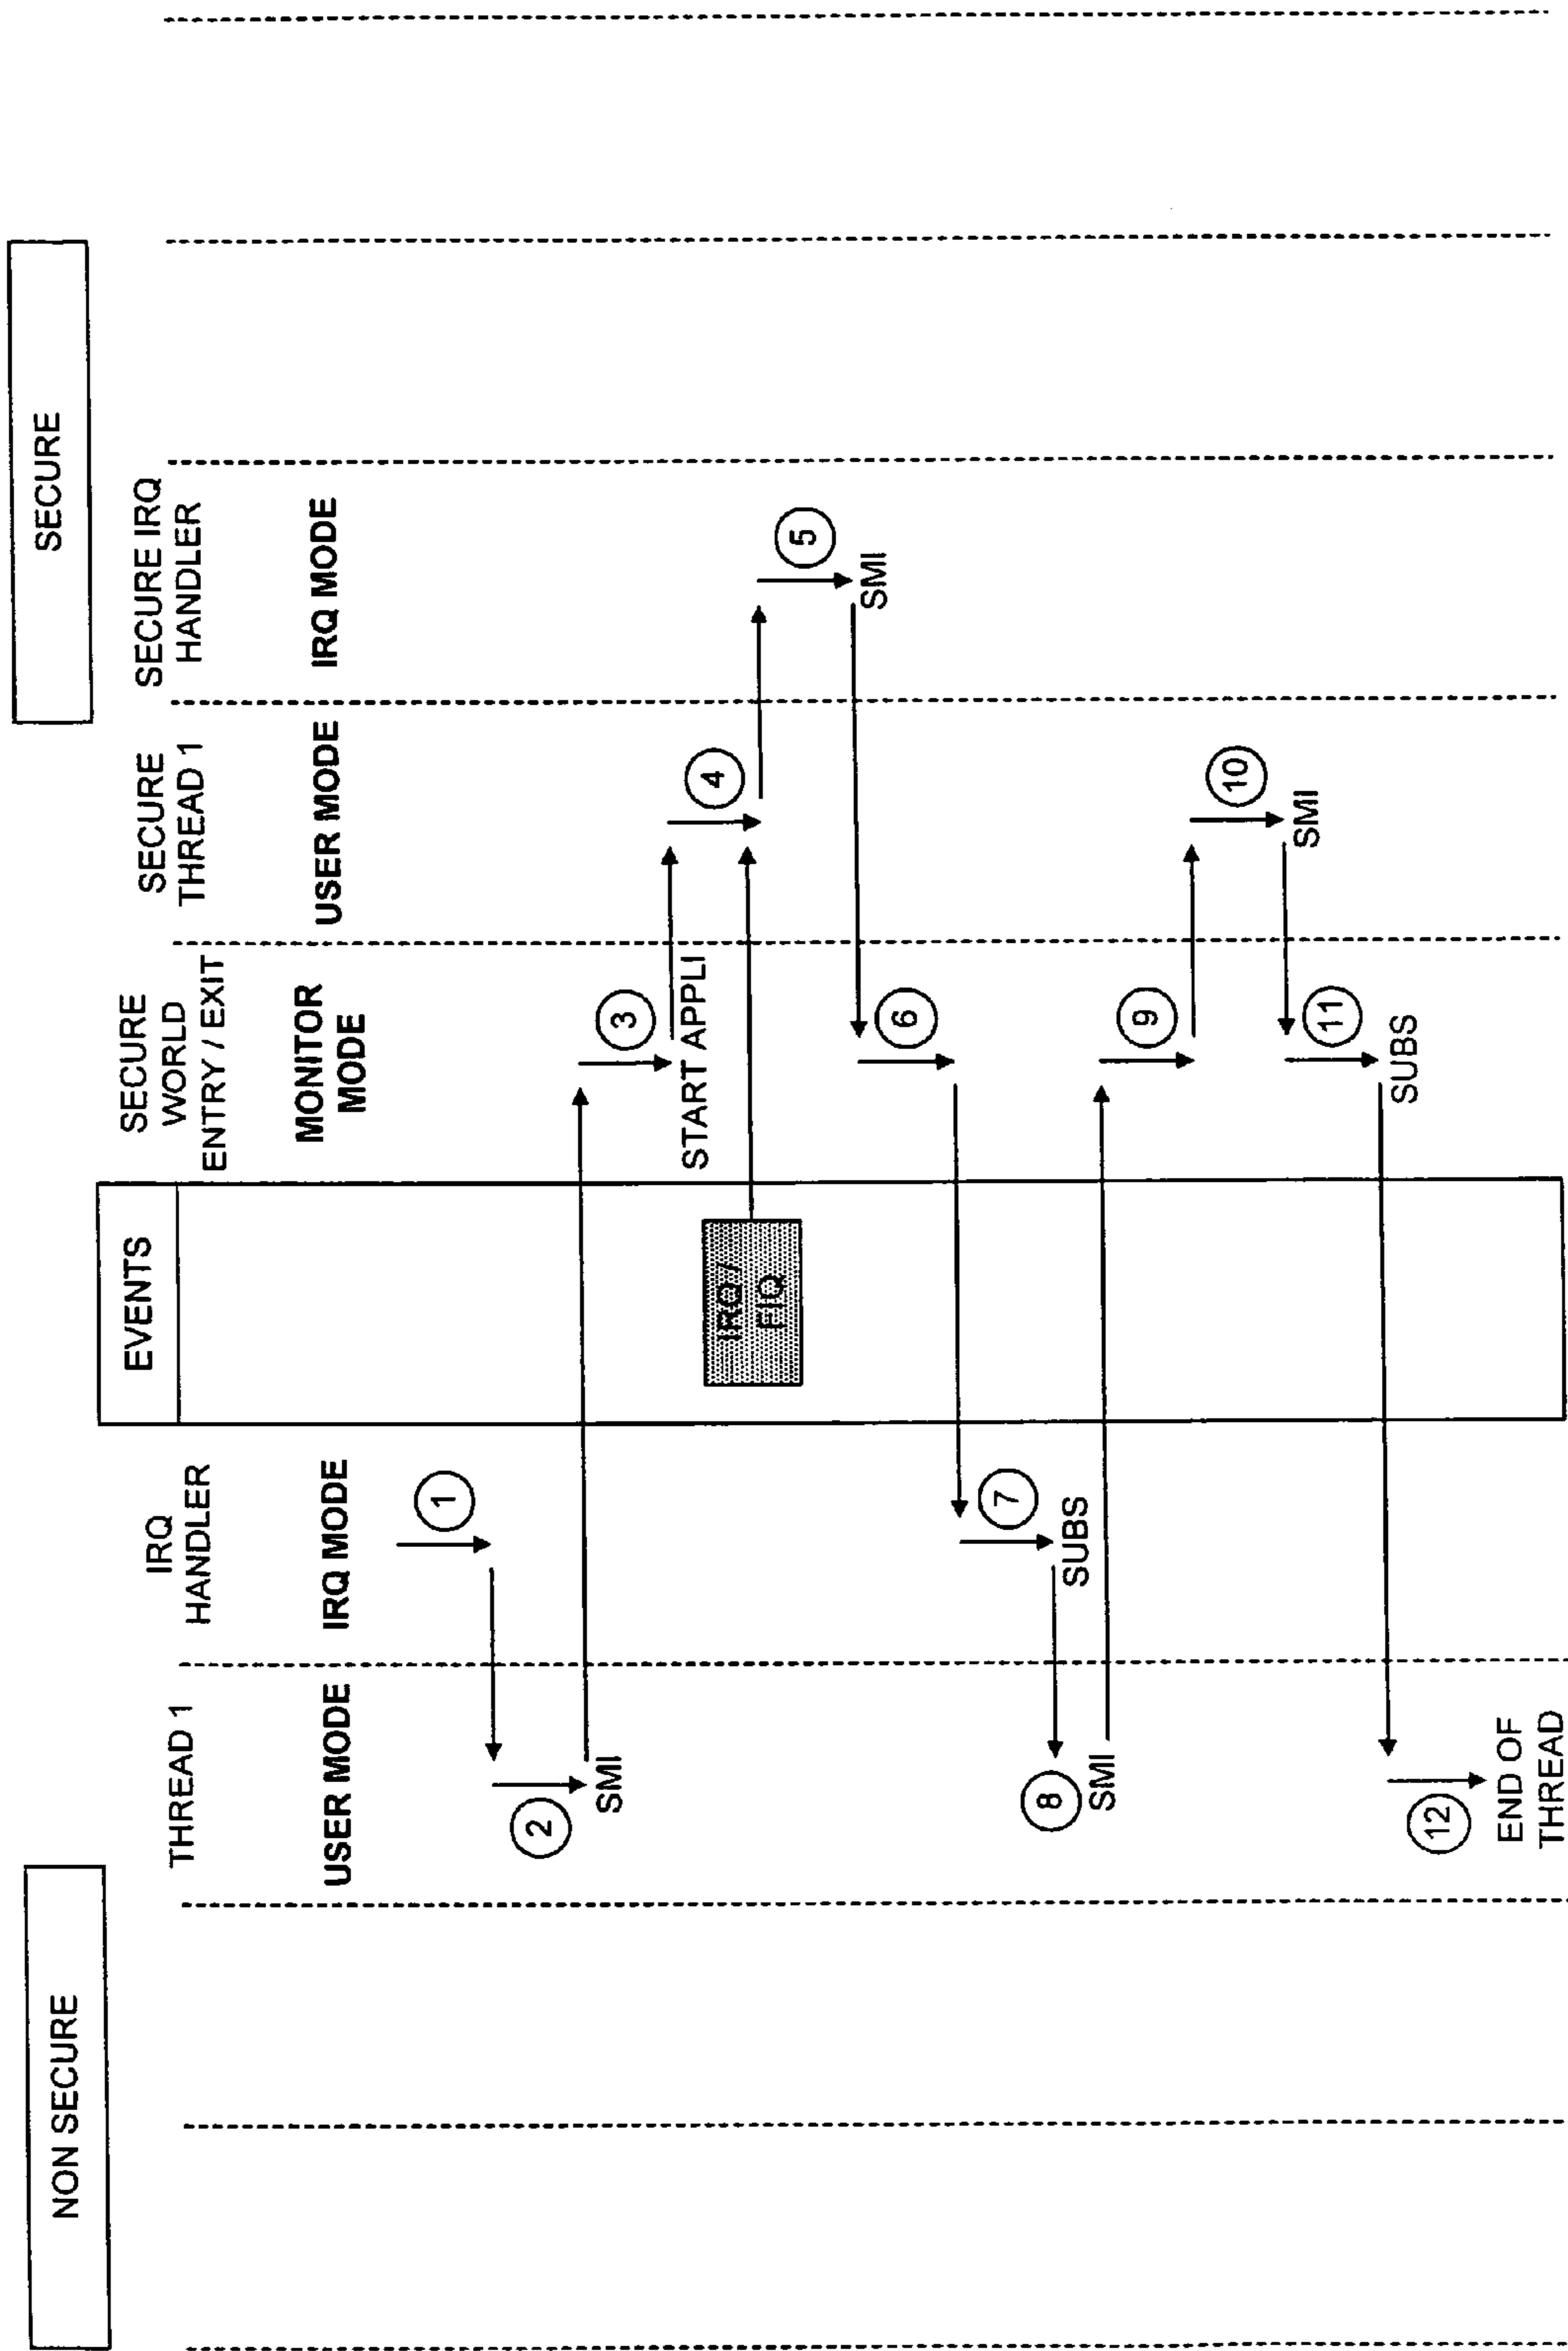 NON SECURE
SECURE
THREAD 1
IRQ
HANDLER
EVENTS
SECURE
WORLD
ENTRY / EXIT
SECURE
THREAD 1
SECURE IRQ
HANDLER
USER MODE
IRQ MODE
MONITOR
MODE
USER MODE
IRQ MODE
1
2
SMI
3
START APPLI
IRQ /
FIQ
4
5
SMI
6
7
SUBS
8
SMI
9
10
SMI
11
SUBS
12
END OF
THREAD